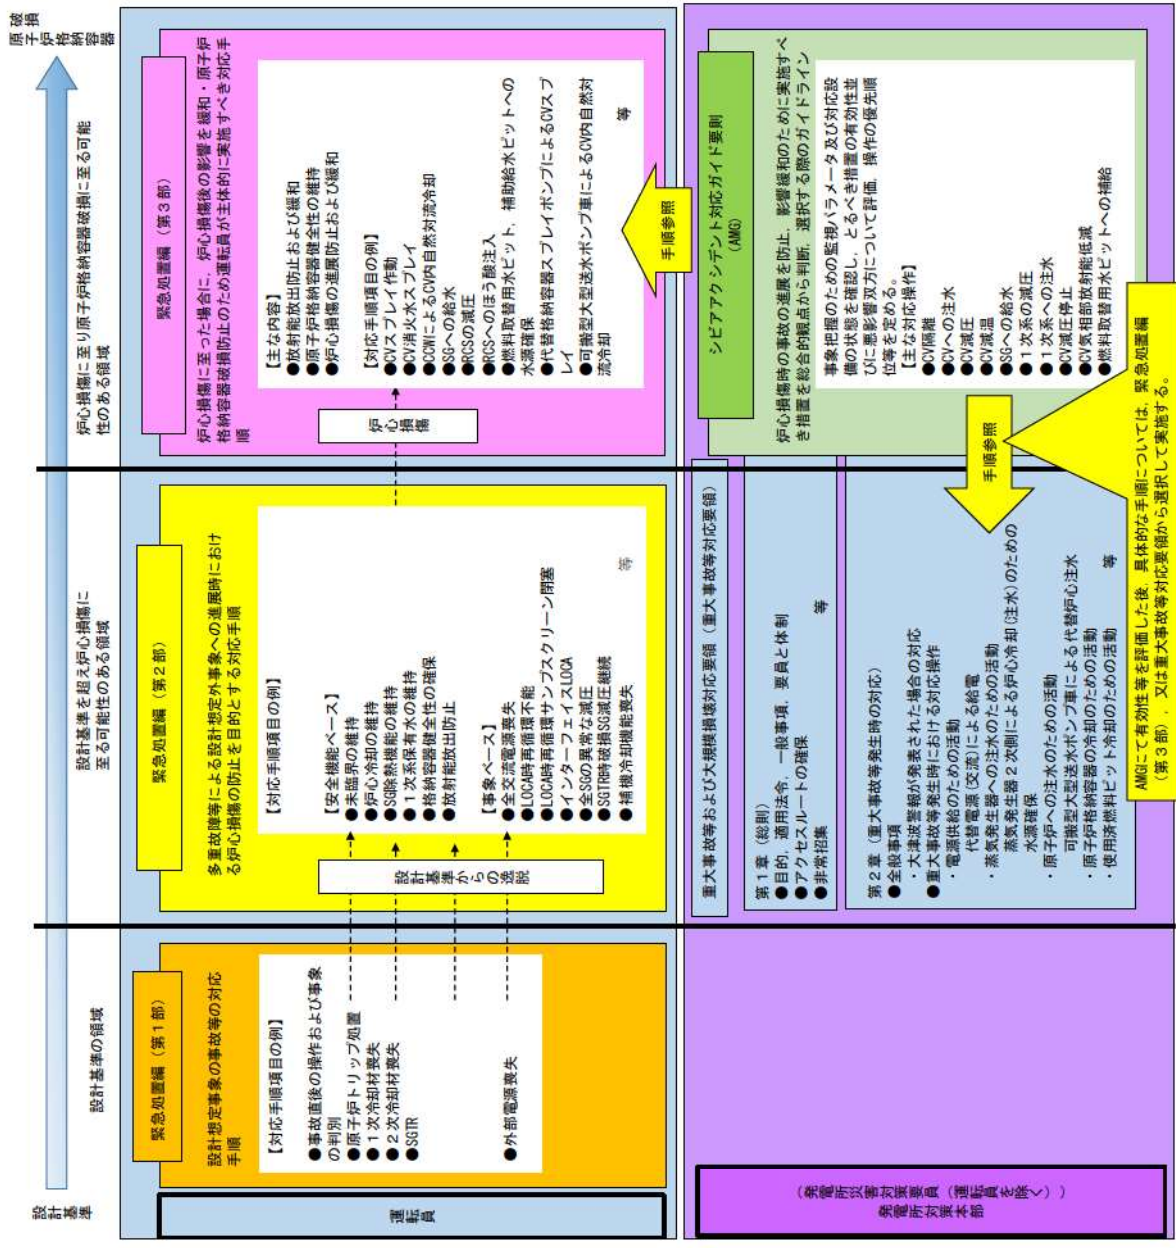 設計基準
原子炉格納容器
破損
設計基準の領域
設計基準を超え炉心損傷に
至る可能性のある領域
炉心損傷に至り原子炉格納容器破損に至る可能
性のある領域
運転員
緊急処置編（第１部）
設計想定事象の事故等の対応
手順
【対応手順項目の例】
●事故直後の操作および事象
の判別
●原子炉トリップ処置
●１次冷却材喪失
●２次冷却材喪失
●SGTR
●外部電源喪失
設計基準からの逸脱
緊急処置編（第２部）
多重故障等による設計想定外事象への進展時におけ
る炉心損傷の防止を目的とする対応手順
【対応手順項目の例】
【安全機能ベース】
●未臨界の維持
●炉心冷却の維持
●SG除熱機能の維持
●１次系保有水の維持
●格納容器健全性の確保
●放射能放出防止
【事象ベース】
●全交流電源喪失
●LOCA時再循環不能
●LOCA時再循環サンプスクリーン閉塞
●インターフェイスLOCA
●全SGの異常な減圧
●SGTR時破損SG減圧継続
●補機冷却機能喪失
等
炉心損傷
緊急処置編（第３部）
炉心損傷に至った場合に，炉心損傷後の影響を緩和・原子炉
格納容器破損防止のため運転員が主体的に実施すべき対応手
順
【主な内容】
●放射能放出防止および緩和
●原子炉格納容器健全性の維持
●炉心損傷の進展防止および緩和
【対応手順項目の例】
●CVスプレイ作動
●CV消火水スプレイ
●CCWによるCV内自然対流冷却
●SGへの給水
●RCSの減圧
●RCSへのほう酸注入
●燃料取替用水ピット，補助給水ピットへの
水源確保
●代替格納容器スプレイポンプによるCVスプ
レイ
●可搬型大型送水ポンプ車によるCV内自然対
流冷却
等
手順参照
（発電所災害対策要員（運転員を除く））
発電所対策本部
重大事故等および大規模損壊対応要領（重大事故等対応要領）
第１章（総則）
●目的，適用法令，一般事項，要員と体制
●アクセスルートの確保
●非常招集
等
第２章（重大事故等発生時の対応）
●全般事項
・大津波警報が発表された場合の対応
●重大事故等発生時における対応操作
・電源供給のための活動
代替電源（交流）による給電
・蒸気発生器への注水のための活動
蒸気発生器２次側による炉心冷却（注水）のための
水源確保
・原子炉への注水のための活動
可搬型大型送水ポンプ車による代替炉心注水
・原子炉格納容器の冷却のための活動
・使用済燃料ピット冷却のための活動
等
手順参照
シビアアクシデント対応ガイド要則
（AMG）
炉心損傷時の事故の進展を防止，影響緩和のために実施すべ
き措置を総合的観点から判断，選択する際のガイドライン
事象把握のための監視パラメータ及び対応設
備の状態を確認し，とるべき措置の有効性並
びに悪影響双方について評価，操作の優先順
位等を定める。
【主な対応操作】
●CV隔離
●CVへの注水
●CV減圧
●CV減温
●SGへの給水
●１次系の減圧
●１次系への注水
●CV減圧停止
●CV気相部放射能低減
●燃料取替用水ピットへの補給
AMGにて有効性等を評価した後，具体的な手順については，緊急処置編
（第３部），又は重大事故等対応要領から選択して実施する。